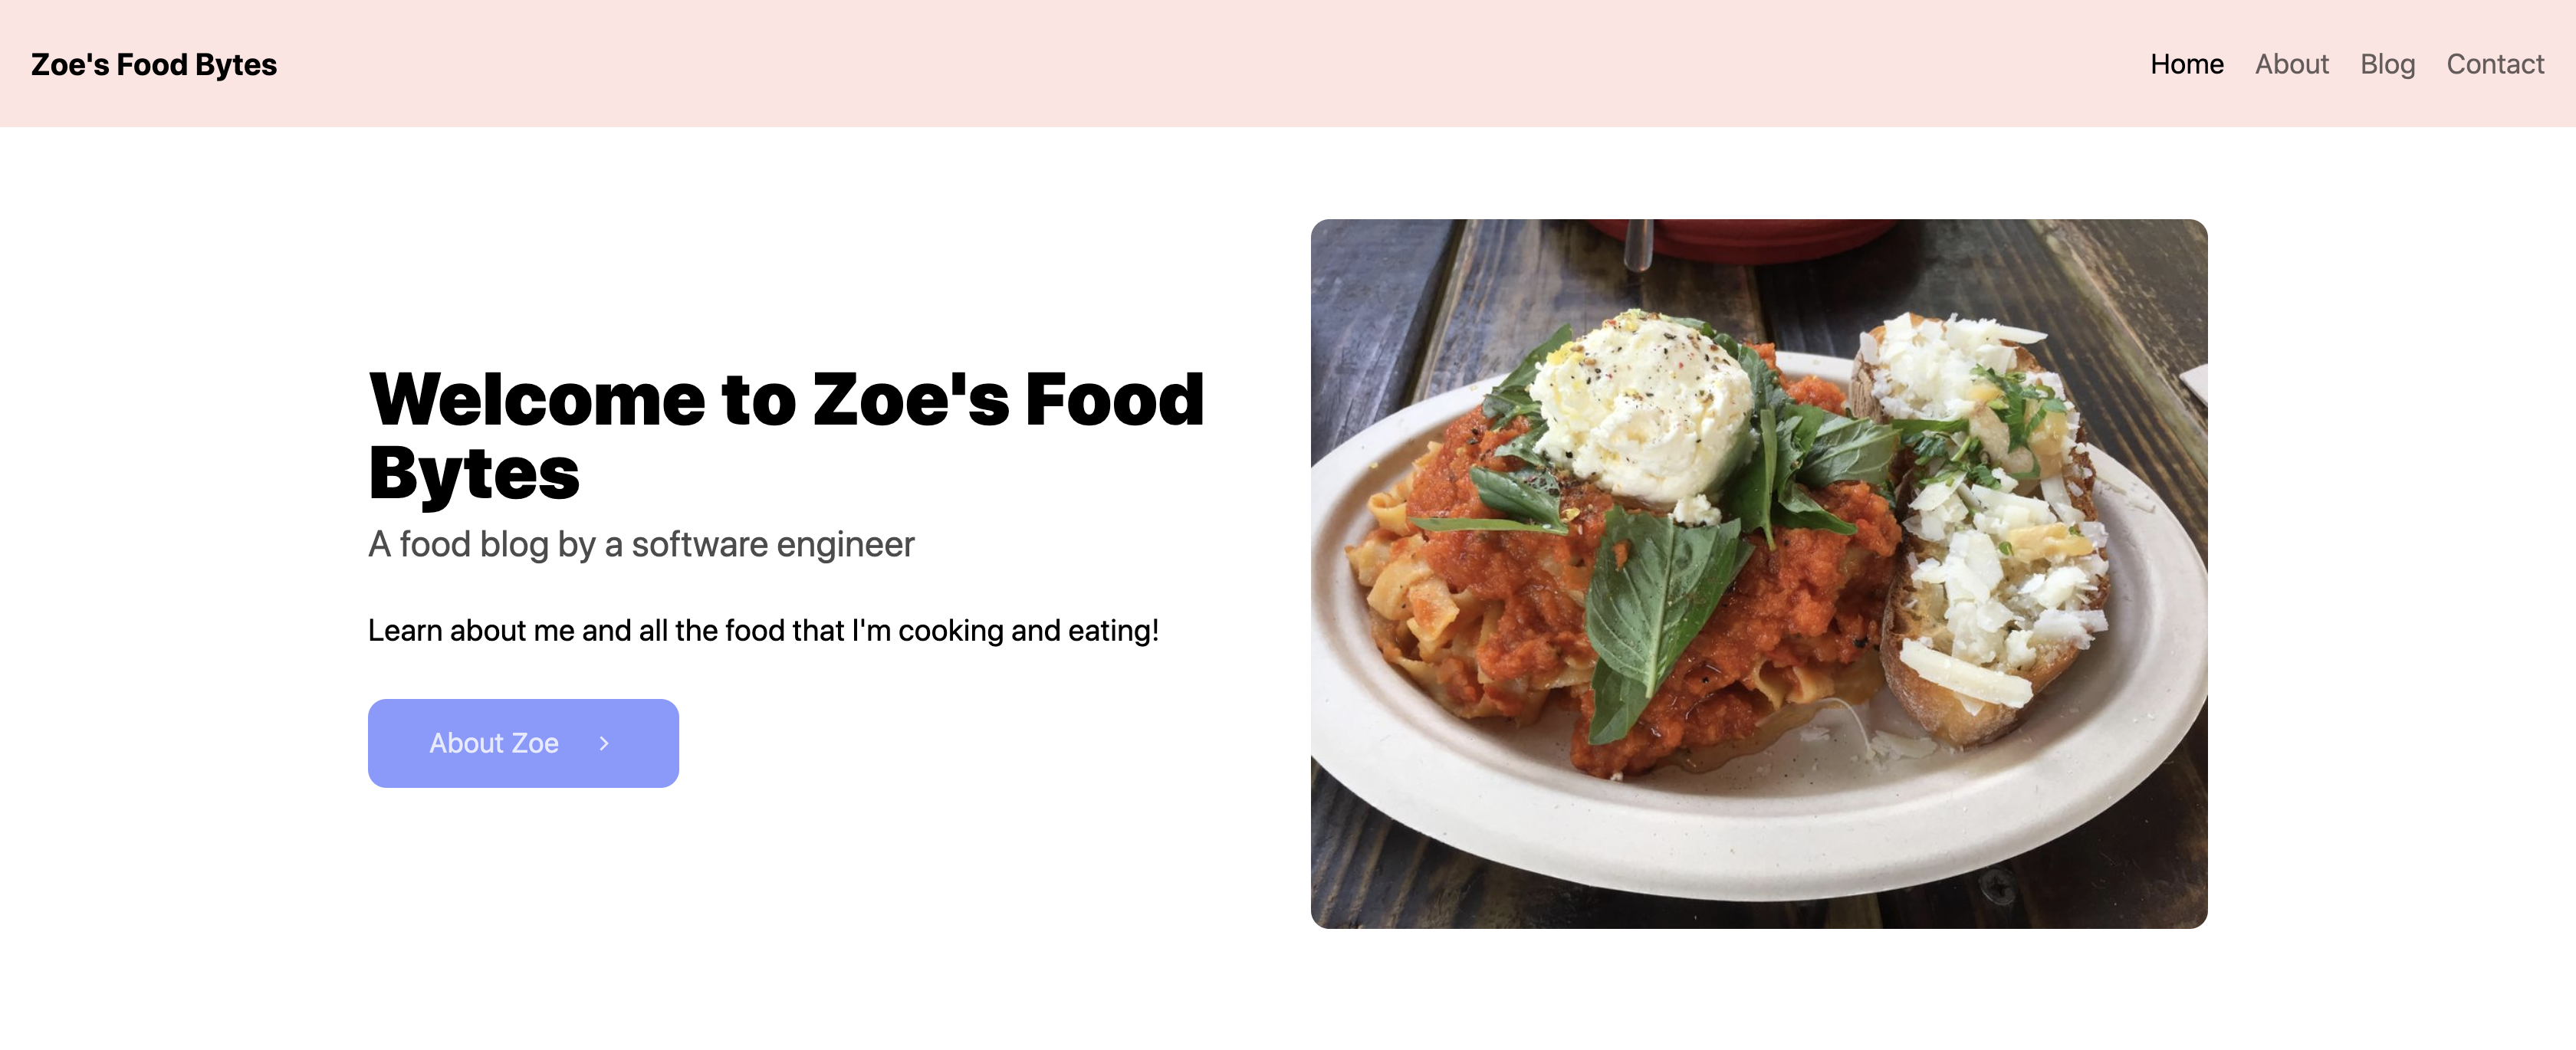 Zoe's Food Bytes
Home About Blog Contact
Welcome to Zoe's Food
Bytes
A food blog by a software engineer
Learn about me and all the food that I'm cooking and eating!
About Zoe >